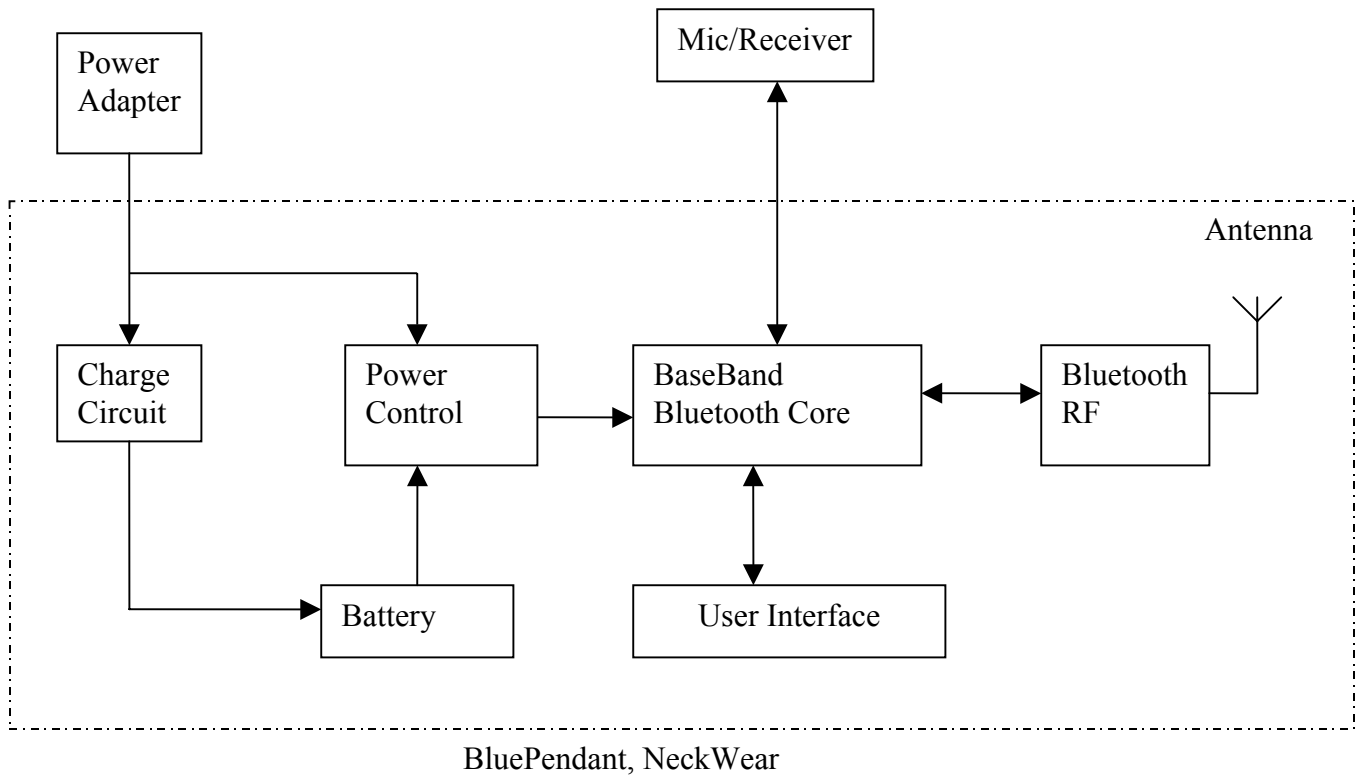 Power
Adapter
Mic/Receiver
Antenna
Charge
Circuit
Power
Control
BaseBand
Bluetooth Core
Bluetooth
RF
Battery
User Interface
BluePendant, NeckWear